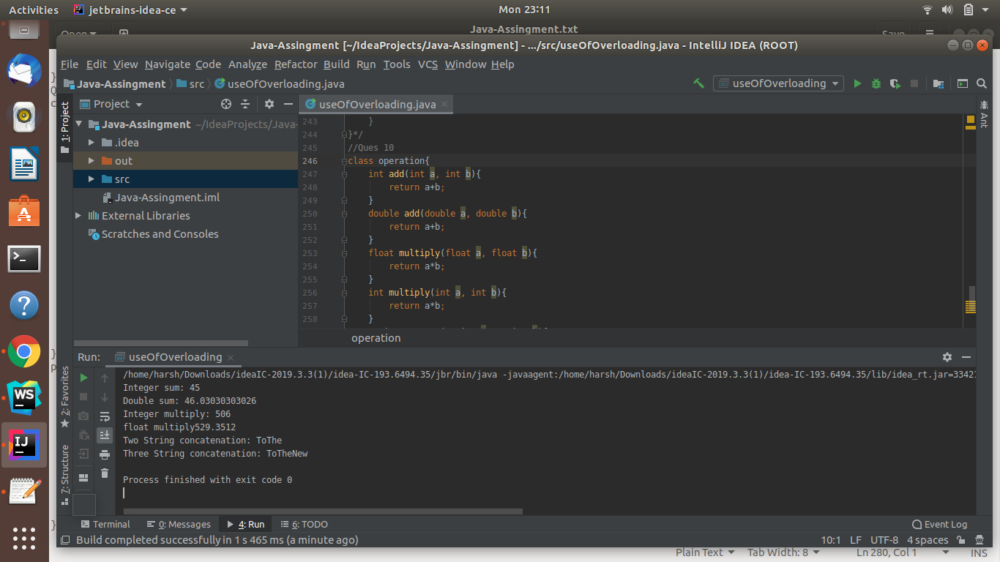 Activities jetbrains-idea-ce Mon 23:11
Java-Assingment.txt
Open Save
Java-Assingment [~/IdeaProjects/Java-Assingment] - .../src/useOfOverloading.java - IntelliJ IDEA (ROOT)
File Edit View Navigate Code Analyze Refactor Build Run Tools VCS Window Help
Java-Assingment src useOfOverloading.java useOfOverloading
1: Project
Project
Java-Assingment ~/IdeaProjects/Java-
.idea
out
src
Java-Assingment.iml
External Libraries
Scratches and Consoles
useOfOverloading.java
Ant
243 }
244 }*/
245 //Ques 10
246 class operation{
247 int add(int a, int b){
248 return a+b;
249 }
250 double add(double a, double b){
251 return a+b;
252 }
253 float multiply(float a, float b){
254 return a*b;
255 }
256 int multiply(int a, int b){
257 return a*b;
258 }
operation
Run: useOfOverloading
2: Favorites
7: Structure
/home/harsh/Downloads/ideaIC-2019.3.3(1)/idea-IC-193.6494.35/jbr/bin/java -javaagent:/home/harsh/Downloads/ideaIC-2019.3.3(1)/idea-IC-193.6494.35/lib/idea_rt.jar=33421
Integer sum: 45
Double sum: 46.03030303026
Integer multiply: 506
float multiply529.3512
Two String concatenation: ToThe
Three String concatenation: ToTheNew
Process finished with exit code 0
Terminal 0: Messages 4: Run 6: TODO Event Log
Build completed successfully in 1 s 465 ms (a minute ago) 10:1 LF UTF-8 4 spaces
Plain Text Tab Width: 8 Ln 280, Col 1 INS
WS
IJ